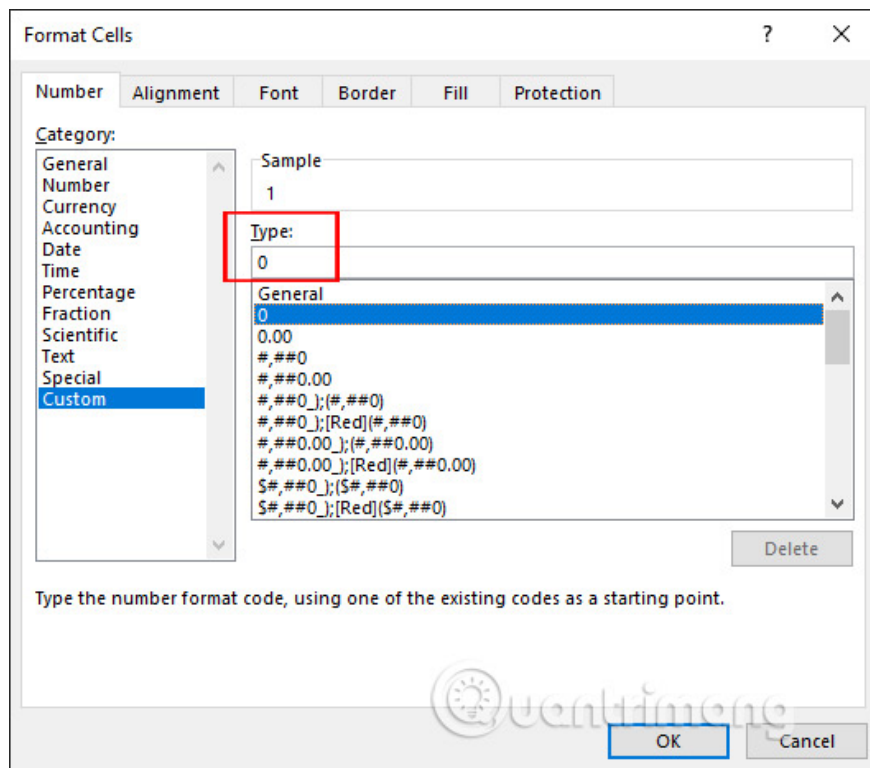 Format Cells ?
Number Alignment Font Border Fill Protection
Category:
General
Number
Currency
Accounting
Date
Time
Percentage
Fraction
Scientific
Text
Special
Custom
Sample
1
Type:
0
General
0
0.00
#,##0
#,##0.00
#,##0_);(#,##0)
#,##0_);[Red](#,##0)
#,##0.00_);(#,##0.00)
#,##0.00_);[Red](#,##0.00)
$#,##0_);($#,##0)
$#,##0_);[Red]($#,##0)
Delete
Type the number format code, using one of the existing codes as a starting point.
Quantrimang
OK Cancel